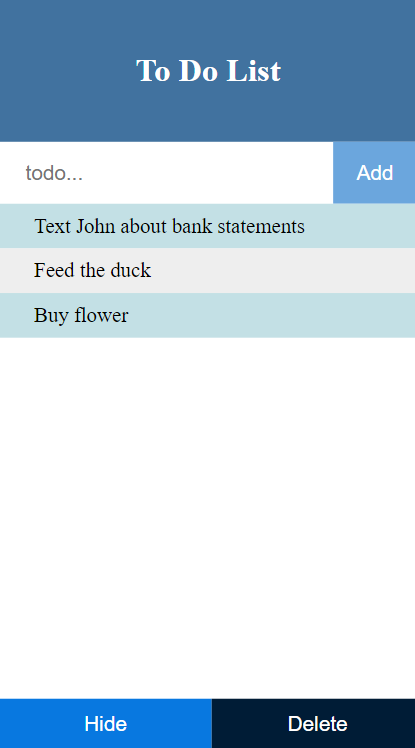 To Do List
todo...
Add
Text John about bank statements
Feed the duck
Buy flower
Hide
Delete